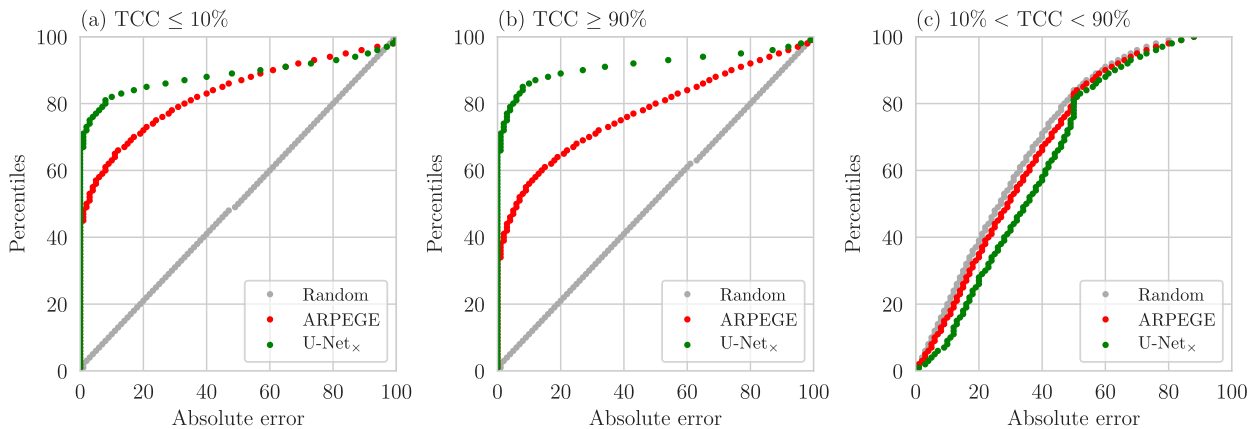 (a) TCC ≤ 10%
100
80
60
40
20
0
Percentiles
0 20 40 60 80 100
Absolute error
Random
ARPEGE
U-Net×
(b) TCC ≥ 90%
100
80
60
40
20
0
Percentiles
0 20 40 60 80 100
Absolute error
Random
ARPEGE
U-Net×
(c) 10% < TCC < 90%
100
80
60
40
20
0
Percentiles
0 20 40 60 80 100
Absolute error
Random
ARPEGE
U-Net×